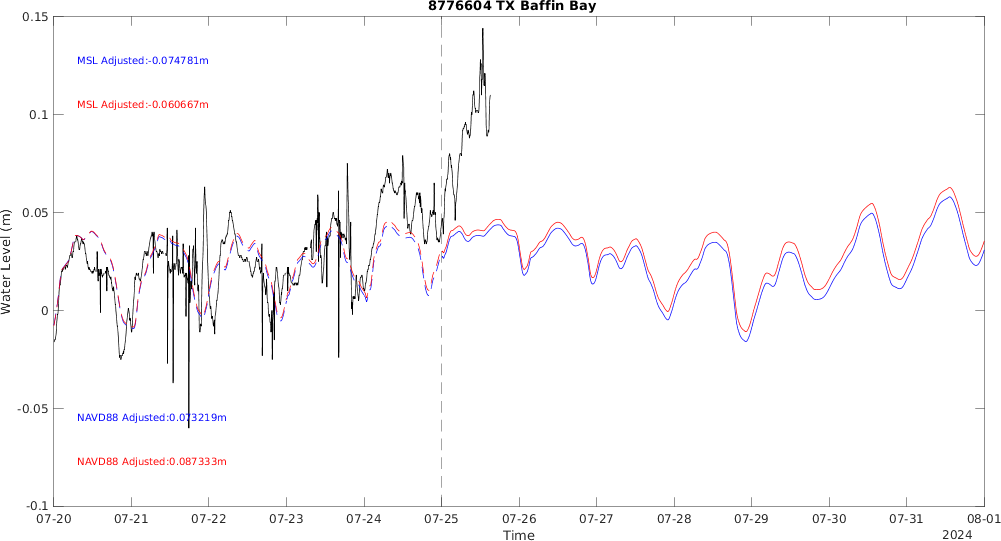 8776604 TX Baffin Bay
0.15
MSL Adjusted:-0.074781m
MSL Adjusted:-0.060667m
0.1
0.05
Water Level (m)
0
-0.05
NAVD88 Adjusted:0.073219m
NAVD88 Adjusted:0.087333m
-0.1
07-20 07-21 07-22 07-23 07-24 07-25 07-26 07-27 07-28 07-29 07-30 07-31 08-01
Time
2024